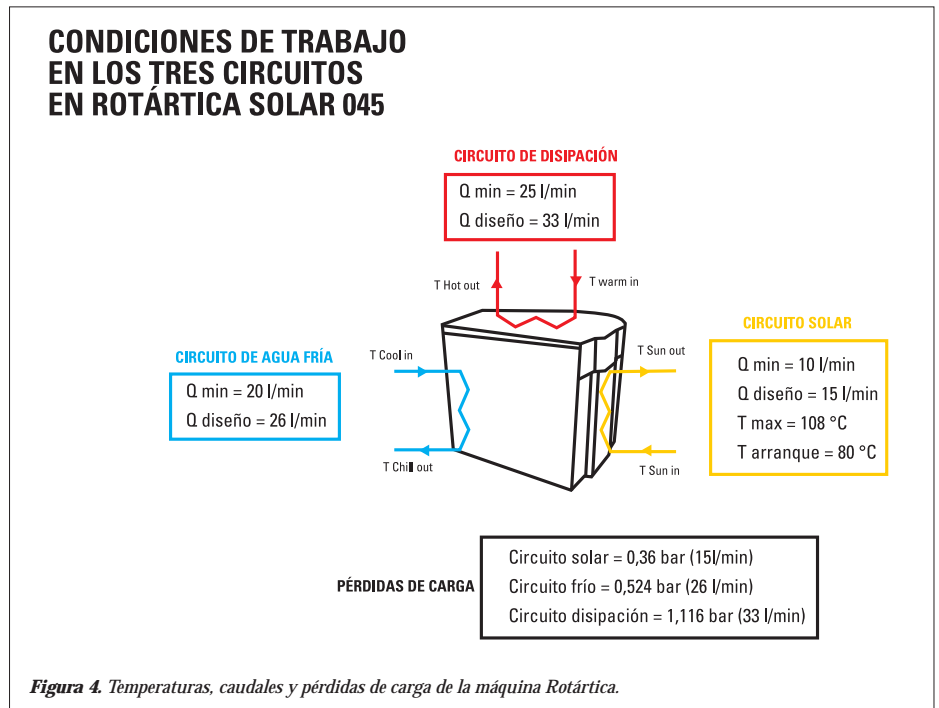 CONDICIONES DE TRABAJO
EN LOS TRES CIRCUITOS
EN ROTÁRTICA SOLAR 045
CIRCUITO DE DISIPACIÓN
Q min = 25 l/min
Q diseño = 33 l/min
T Hot out
T warm in
CIRCUITO DE AGUA FRÍA
Q min = 20 l/min
Q diseño = 26 l/min
T Cool in
T Chill out
T Sun out
T Sun in
CIRCUITO SOLAR
Q min = 10 l/min
Q diseño = 15 l/min
T max = 108 °C
T arranque = 80 °C
PÉRDIDAS DE CARGA
Circuito solar = 0,36 bar (15l/min)
Circuito frío = 0,524 bar (26 l/min)
Circuito disipación = 1,116 bar (33 l/min)
Figura 4. Temperaturas, caudales y pérdidas de carga de la máquina Rotártica.